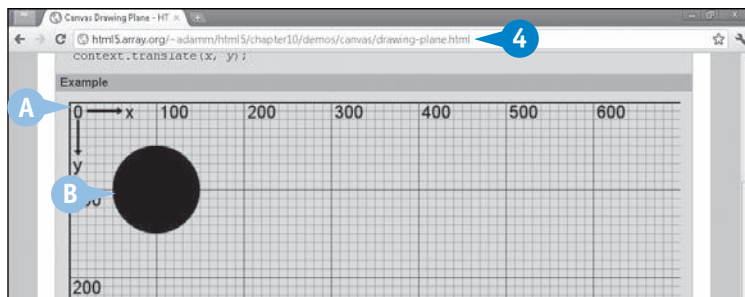 Canvas Drawing Plane - HT ×
html5.array.org/~adamm/html5/chapter10/demos/canvas/drawing-plane.html
4
context.translate(x, y);
Example
A
0 x 100 200 300 400 500 600
y
B
200